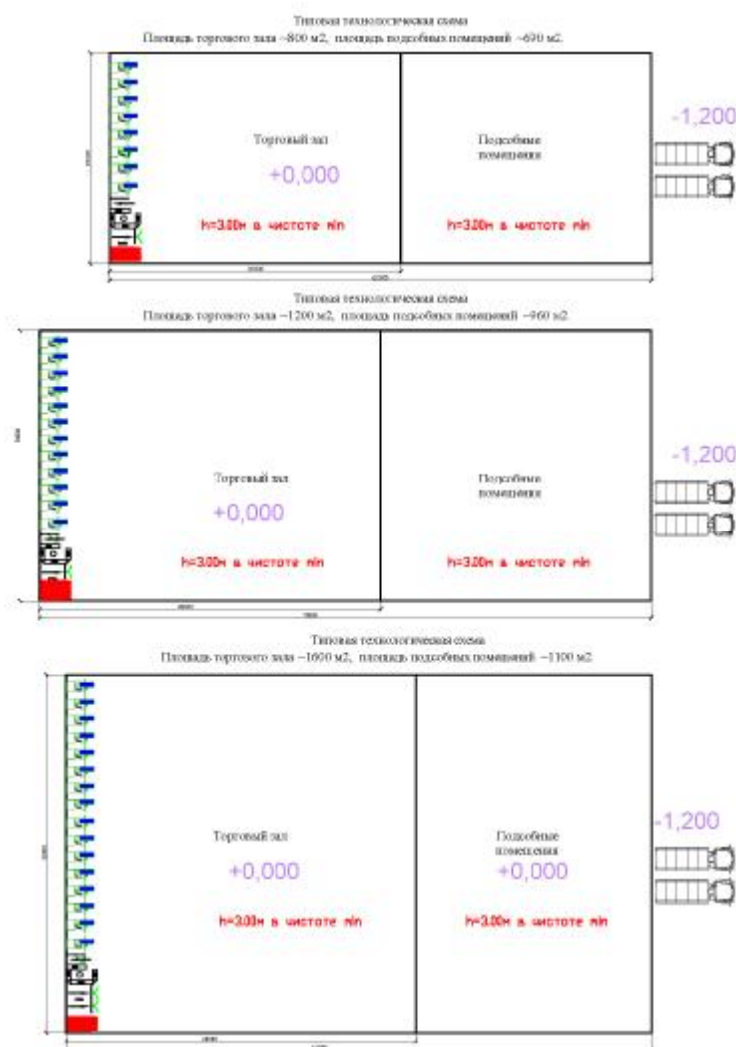 Типовая технологическая схема
Площадь торгового зала ~800 м2, площадь подсобных помещений ~690 м2.
-1,200
Торговый зал
Подсобные
помещения
+0,000
h=3.00м в чистоте min
h=3.00м в чистоте min
Типовая технологическая схема
Площадь торгового зала ~1200 м2, площадь подсобных помещений ~960 м2
-1,200
Торговый зал
Подсобные
помещения
+0,000
h=3.00м в чистоте min
h=3.00м в чистоте min
Типовая технологическая схема
Площадь торгового зала ~1600 м2, площадь подсобных помещений ~1100 м2
-1,200
Торговый зал
Подсобные
помещения
+0,000
+0,000
h=3.00м в чистоте min
h=3.00м в чистоте min